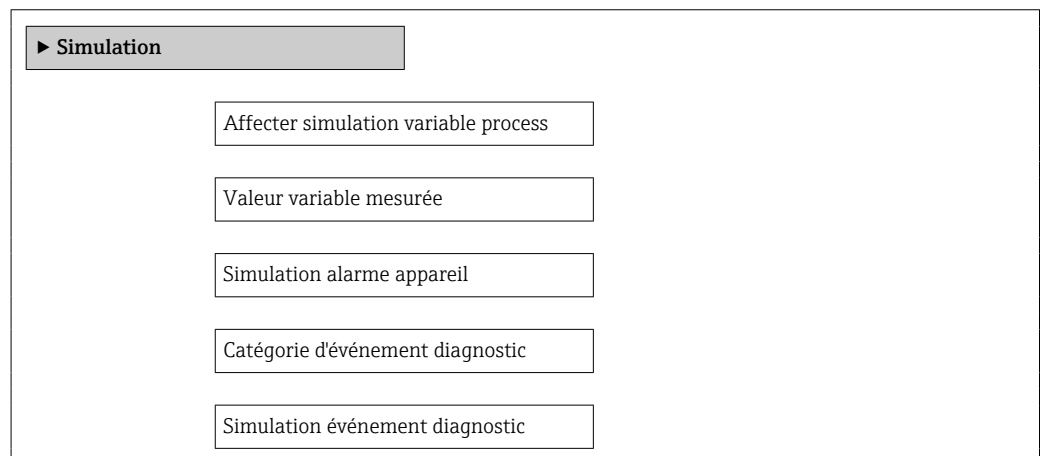 ▶ Simulation
Affecter simulation variable process
Valeur variable mesurée
Simulation alarme appareil
Catégorie d'événement diagnostic
Simulation événement diagnostic